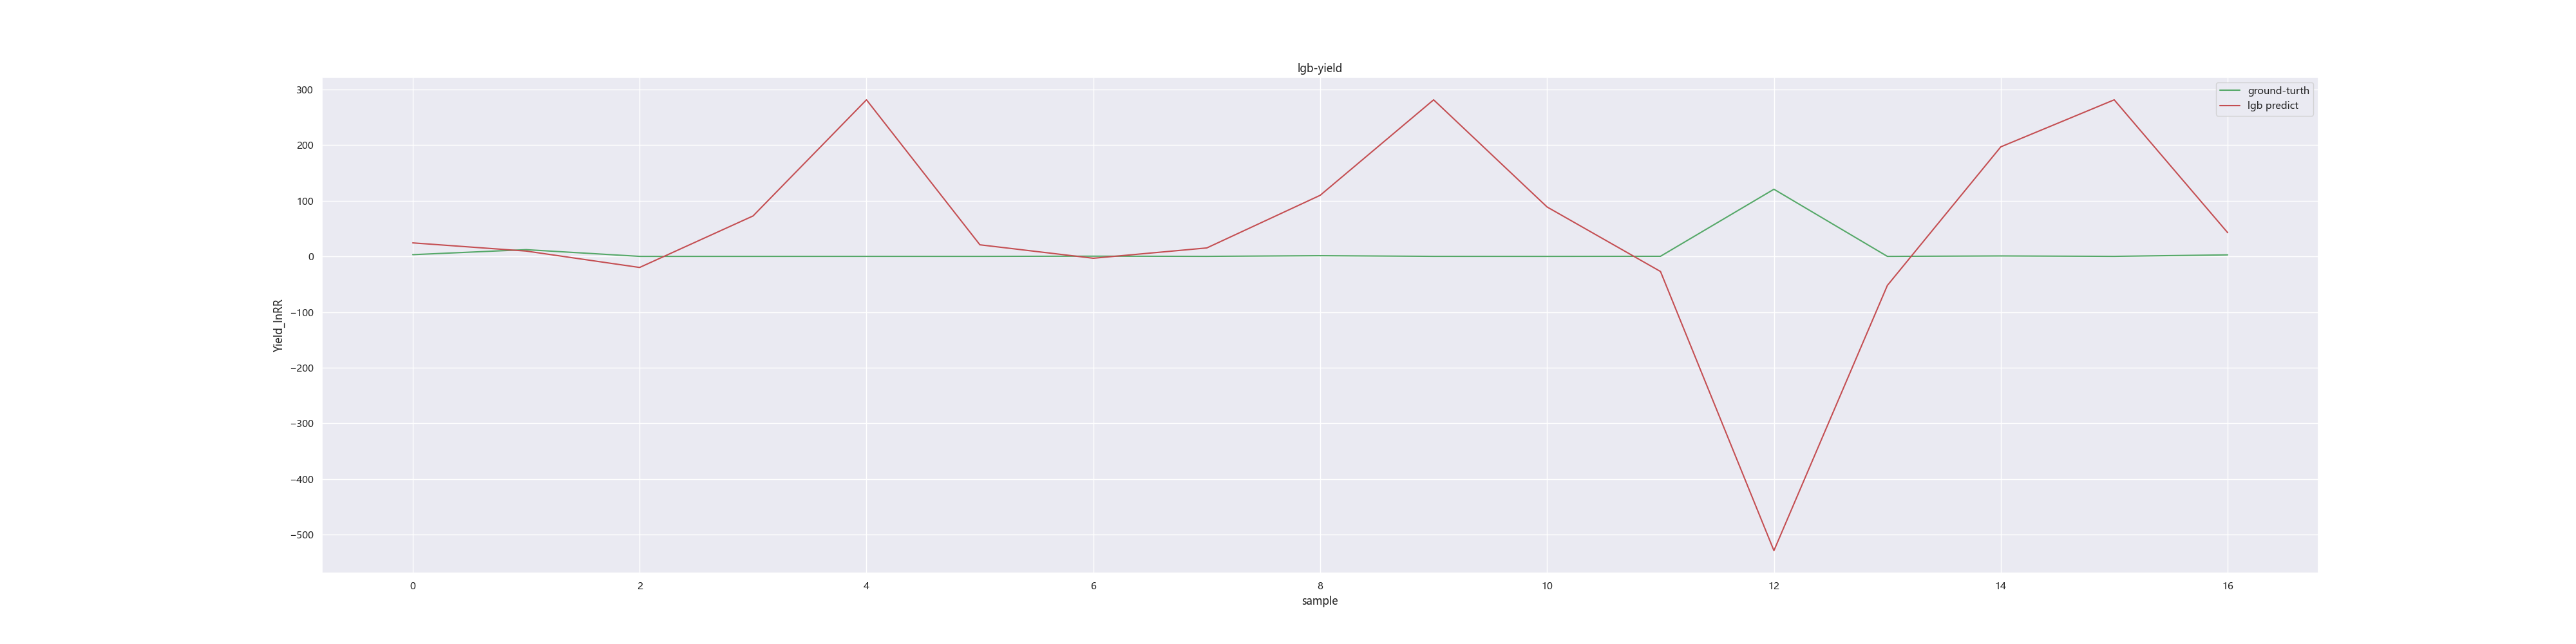 lgb-yield
ground-turth
lgb predict
300
200
100
0
−100
−200
−300
−400
−500
Yield_lnRR
0 2 4 6 8 10 12 14 16
sample